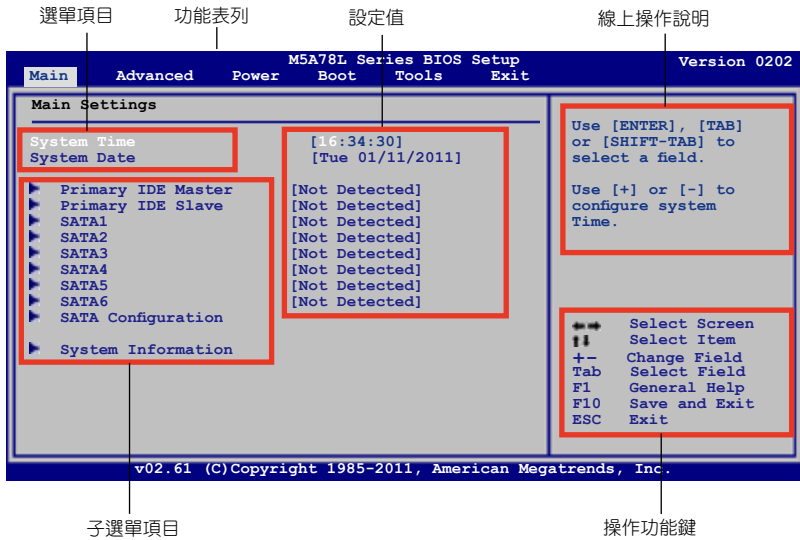 選單項目 功能表列 設定值 線上操作說明
M5A78L Series BIOS Setup Version 0202
Main Advanced Power Boot Tools Exit
Main Settings
System Time [16:34:30]
System Date [Tue 01/11/2011]
Primary IDE Master [Not Detected]
Primary IDE Slave [Not Detected]
SATA1 [Not Detected]
SATA2 [Not Detected]
SATA3 [Not Detected]
SATA4 [Not Detected]
SATA5 [Not Detected]
SATA6 [Not Detected]
SATA Configuration
System Information
Use [ENTER], [TAB]
or [SHIFT-TAB] to
select a field.
Use [+] or [-] to
configure system
Time.
←→ Select Screen
↑↓ Select Item
+- Change Field
Tab Select Field
F1 General Help
F10 Save and Exit
ESC Exit
v02.61 (C)Copyright 1985-2011, American Megatrends, Inc.
子選單項目 操作功能鍵